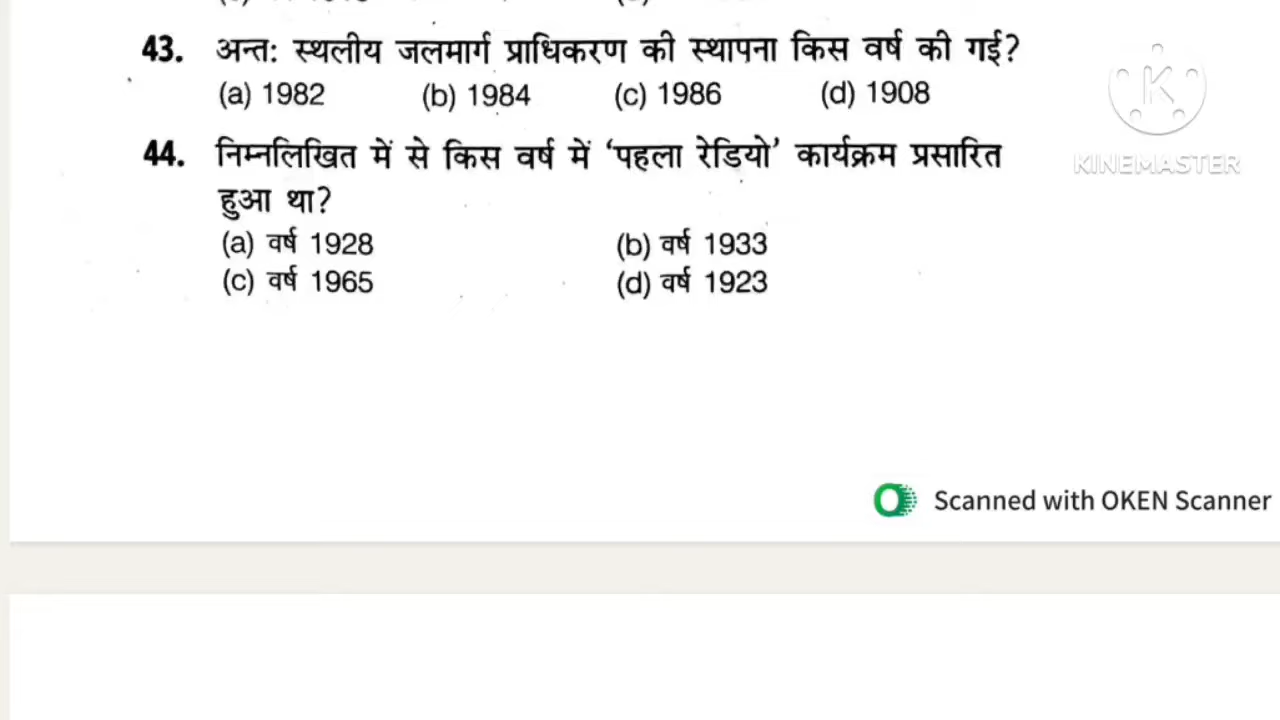 43. अन्तः स्थलीय जलमार्ग प्राधिकरण की स्थापना किस वर्ष की गई?
(a) 1982 (b) 1984 (c) 1986 (d) 1908
KINEMASTER
44. निम्नलिखित में से किस वर्ष में ‘पहला रेडियो’ कार्यक्रम प्रसारित
हुआ था?
(a) वर्ष 1928 (b) वर्ष 1933
(c) वर्ष 1965 (d) वर्ष 1923
Scanned with OKEN Scanner